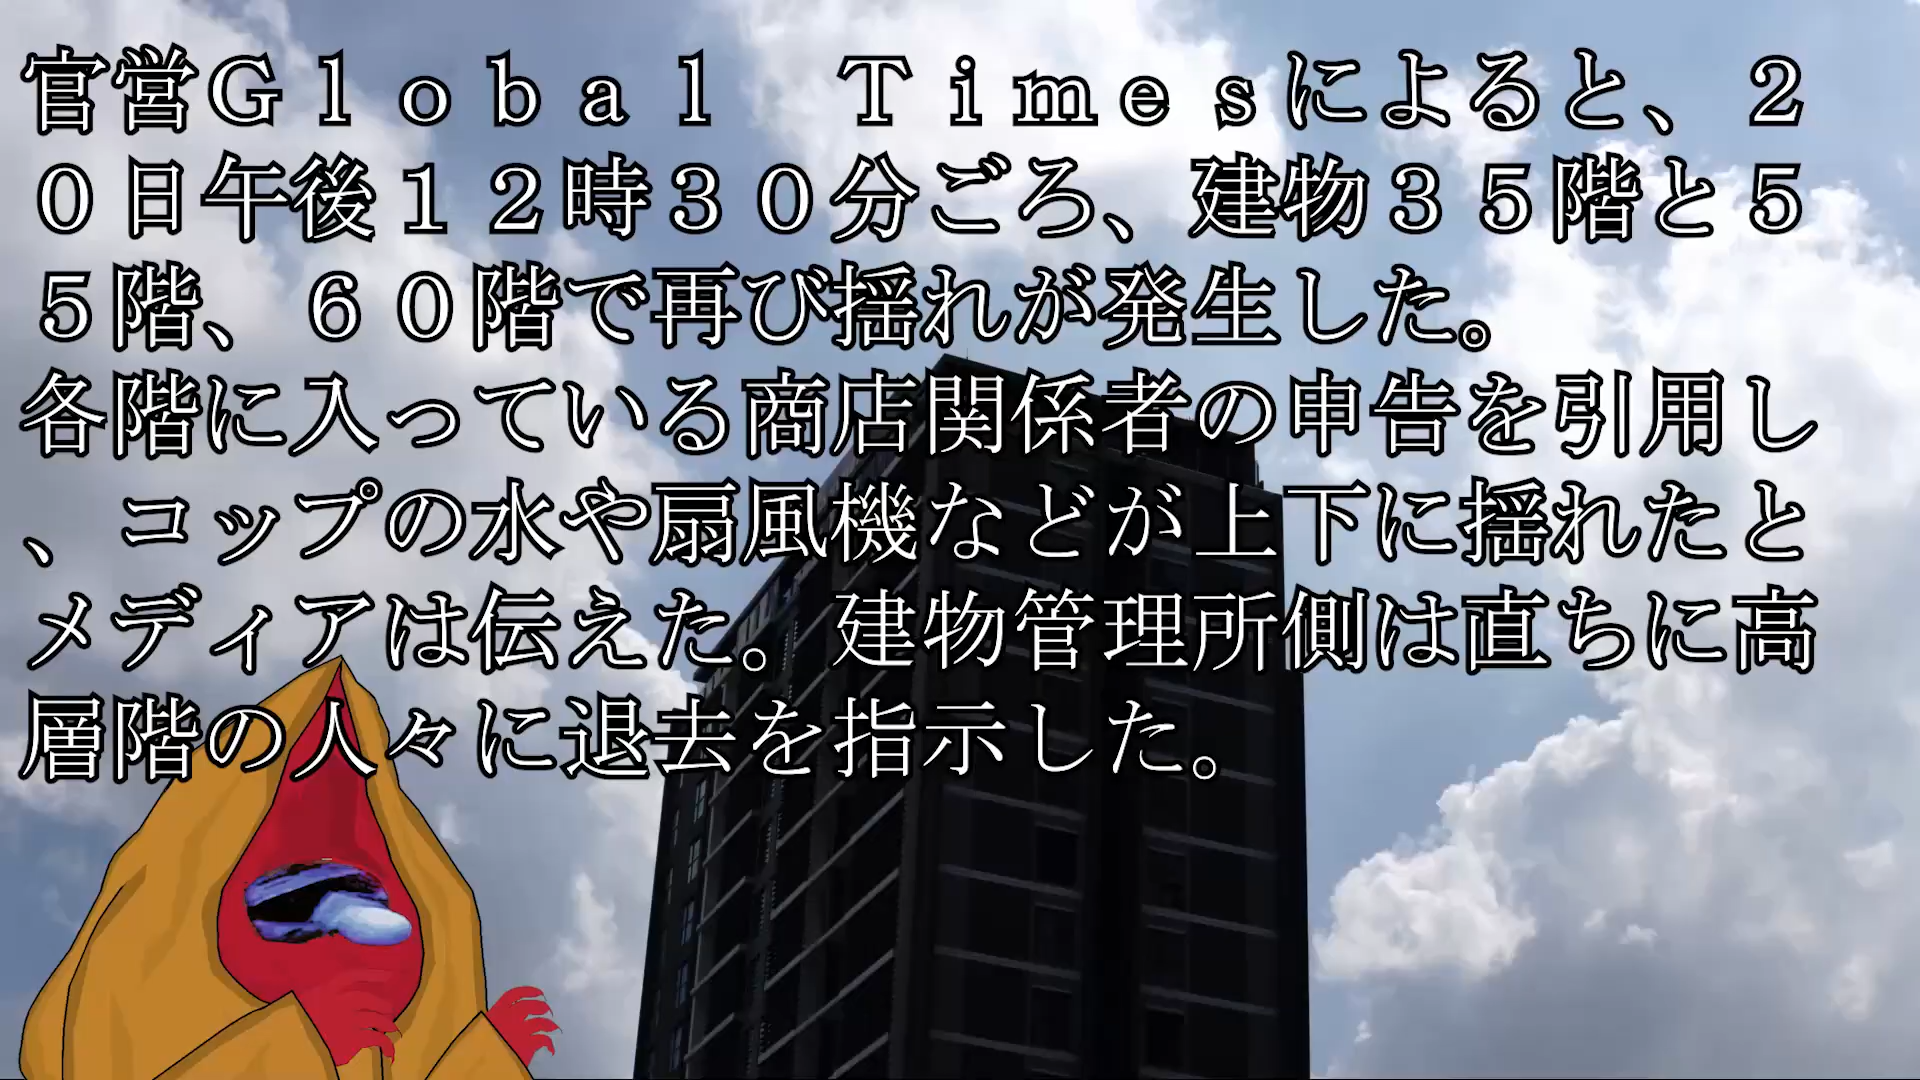 官営Ｇｌｏｂａｌ　Ｔｉｍｅｓによると、２
０日午後１２時３０分ごろ、建物３５階と５
５階、６０階で再び揺れが発生した。
各階に入っている商店関係者の申告を引用し
、コップの水や扇風機などが上下に揺れたと
メディアは伝えた。建物管理所側は直ちに高
層階の人々に退去を指示した。